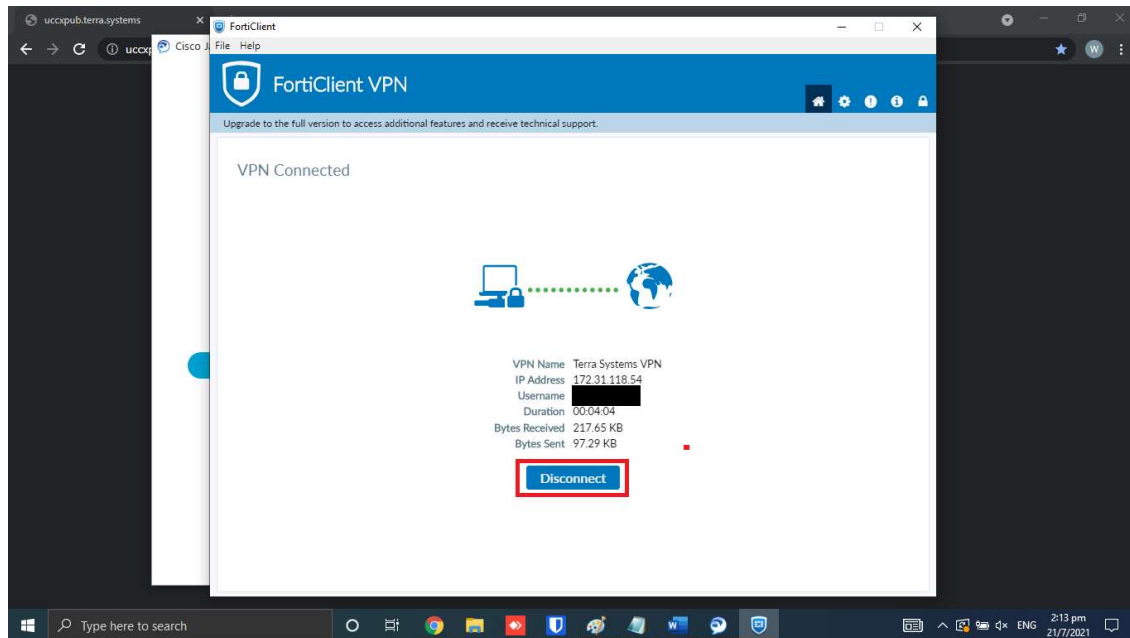 uccxpub.terra.systems
FortiClient
Cisco J
File Help
FortiClient VPN
W
Upgrade to the full version to access additional features and receive technical support.
VPN Connected
VPN Name Terra Systems VPN
IP Address 172.31.118.54
Username
Duration 00:04:04
Bytes Received 217.65 KB
Bytes Sent 97.29 KB
Disconnect
Type here to search
ENG
2:13 pm
21/7/2021